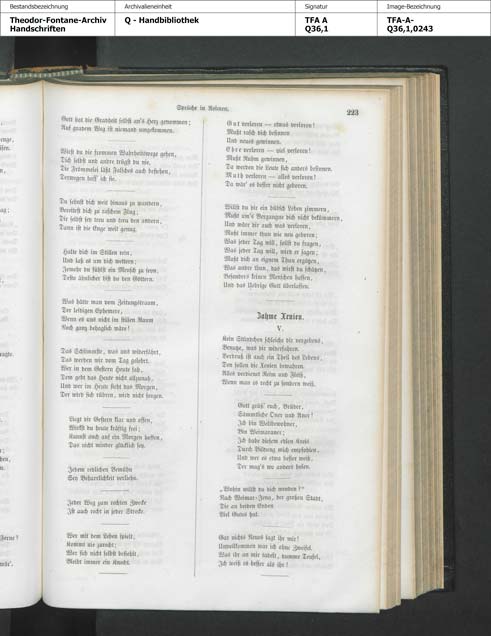 Bestandsbezeichnung
Archivalieneinheit
Signatur
Image-Bezeichnung
Theodor-Fontane-Archiv
Handschriften
Q - Handbibliothek
TFA A
Q36,1
TFA-A-
Q36,1,0243
Sprüche in Reimen.
223
Gott hat die Gradheit selbst an's Herz genommen;
Auf gradem Weg ist niemand umgekommen.
Wirst du die frommen Wahrheitswege gehen,
Dich selbst und andre trügst du nie.
Die Frömmelei läßt Falsches auch bestehen,
Derwegen hass' ich sie.
Du sehnst dich weit hinaus zu wandern,
Bereitest dich zu raschem Flug;
Dir selbst sey treu und treu den andern,
Dann ist die Enge weit genug.
Halte dich im Stillen rein,
Und laß es um dich wettern;
Jemehr du fühlst ein Mensch zu seyn,
Desto ähnlicher bist du den Göttern.
Was hätte man vom Zeitungstraum,
Der leidigen Ephemere,
Wenn es uns nicht im stillen Raum
Noch ganz behaglich wäre!
Das Schlimmste, was uns widerfährt,
Das werden wir vom Tag gelehrt.
Wer in dem Gestern Heute sah,
Dem geht das Heute nicht allzunah,
Und wer im Heute sieht das Morgen,
Der wird sich rühren, wird nicht sorgen.
Liegt dir Gestern klar und offen,
Wirkst du heute kräftig frei;
Kannst auch auf ein Morgen hoffen,
Das nicht minder glücklich sey.
Jedem redlichen Bemühn
Sey Beharrlichkeit verliehn.
Jeder Weg zum rechten Zwecke
Ist auch recht in jeder Strecke.
Wer mit dem Leben spielt,
Kommt nie zurecht;
Wer sich nicht selbst befiehlt,
Bleibt immer ein Knecht.
Gut verloren — etwas verloren!
Mußt rasch dich besinnen
Und neues gewinnen.
Ehre verloren — viel verloren!
Mußt Ruhm gewinnen,
Da werden die Leute sich anders besinnen.
Muth verloren — alles verloren!
Da wär' es besser nicht geboren.
Willst du dir ein hübsch Leben zimmern,
Mußt um's Vergangne dich nicht bekümmern,
Und wäre dir auch was verloren,
Mußt immer thun wie neu geboren;
Was jeder Tag will, sollst du fragen,
Was jeder Tag will, wird er sagen;
Mußt dich an eignem Thun ergötzen,
Was andre thun, das wirst du schätzen,
Besonders keinen Menschen hassen,
Und das Uebrige Gott überlassen.
Zahme Xenien.
V.
Kein Stündchen schleiche dir vergebens,
Benutze, was dir widerfahren.
Verdruß ist auch ein Theil des Lebens,
Den sollen die Xenien bewahren.
Alles verdienet Reim und Fleiß,
Wenn man es recht zu sondern weiß.
Gott grüß' euch, Brüder,
Sämmtliche Oner und Aner!
Ich bin Weltbewohner,
Bin Weimaraner;
Ich habe diesem edlen Kreis
Durch Bildung mich empfohlen,
Und wer es etwa besser weiß,
Der mag's wo anders holen.
„Wohin willst du dich wenden?“
Nach Weimar-Jena, der großen Stadt,
Die an beiden Enden
Viel Gutes hat.
Gar nichts Neues sagt ihr mir!
Unvollkommen war ich ohne Zweifel.
Was ihr an mir tadelt, dumme Teufel,
Ich weiß es besser als ihr!